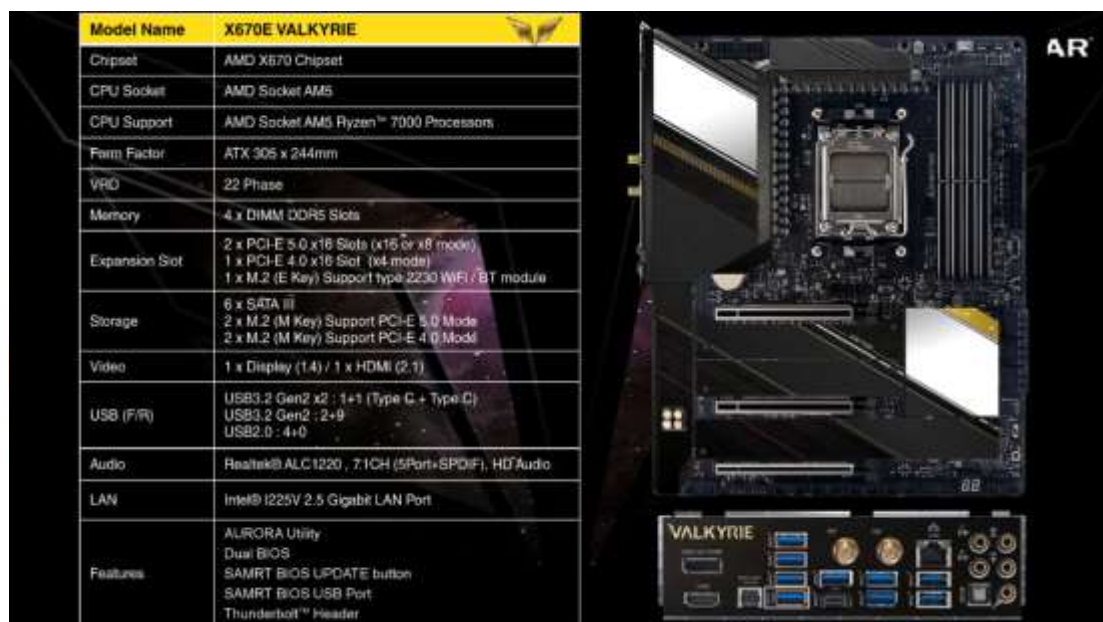 Model Name X670E VALKYRIE
AR
Chipset AMD X670 Chipset
CPU Socket AMD Socket AM5
CPU Support AMD Socket AM5 Ryzen™ 7000 Processors
Form Factor ATX 305 x 244mm
VRD 22 Phase
Memory 4 x DIMM DDR5 Slots
Expansion Slot
2 x PCI-E 5.0 x16 Slots (x16 or x8 mode)
1 x PCI-E 4.0 x16 Slot (x4 mode)
1 x M.2 (E Key) Support type 2230 WiFi / BT module
Storage
6 x SATA III
2 x M.2 (M Key) Support PCI-E 5.0 Mode
2 x M.2 (M Key) Support PCI-E 4.0 Mode
Video 1 x Display (1.4) / 1 x HDMI (2.1)
USB (F/R)
USB3.2 Gen2 x2 : 1+1 (Type C + Type C)
USB3.2 Gen2 : 2+9
USB2.0 : 4+0
Audio Realtek® ALC1220 , 7.1CH (5Port+SPDIF), HD Audio
LAN Intel® I225V 2.5 Gigabit LAN Port
Features
AURORA Utility
Dual BIOS
SAMRT BIOS UPDATE button
SAMRT BIOS USB Port
Thunderbolt™ Header
88
VALKYRIE